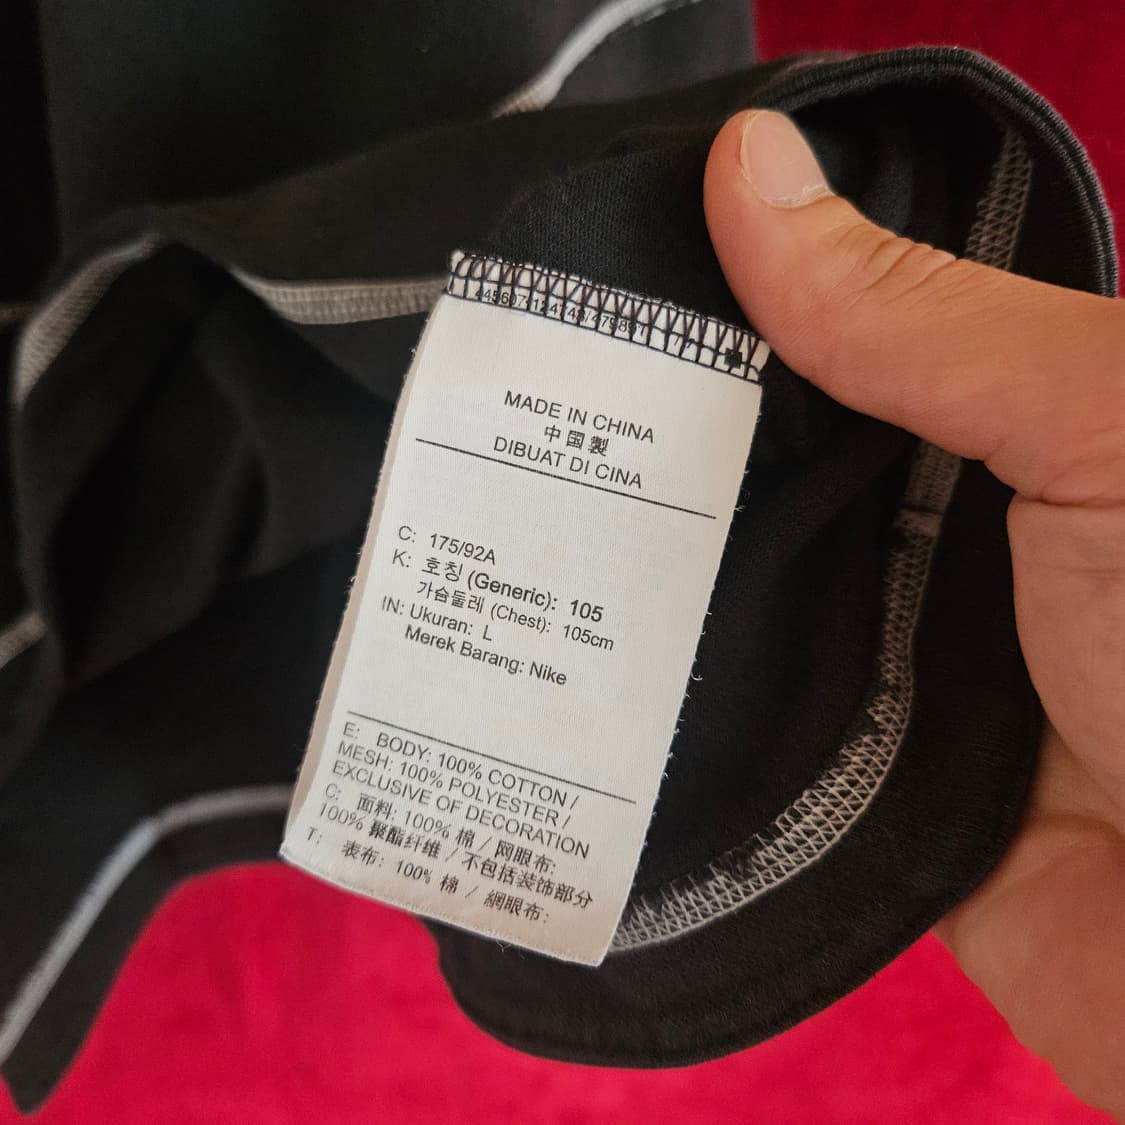 MADE IN CHINA
中国製
DIBUAT DI CINA
C: 175/92A
K: 호칭 (Generic): 105
가슴둘레 (Chest): 105cm
IN: Ukuran: L
Merek Barang: Nike
E: BODY: 100% COTTON /
MESH: 100% POLYESTER /
EXCLUSIVE OF DECORATION
C: 面料: 100% 棉 / 网眼布:
100% 聚酯纤维 / 不包括装饰部分
T: 表布: 100% 棉 / 網眼布: